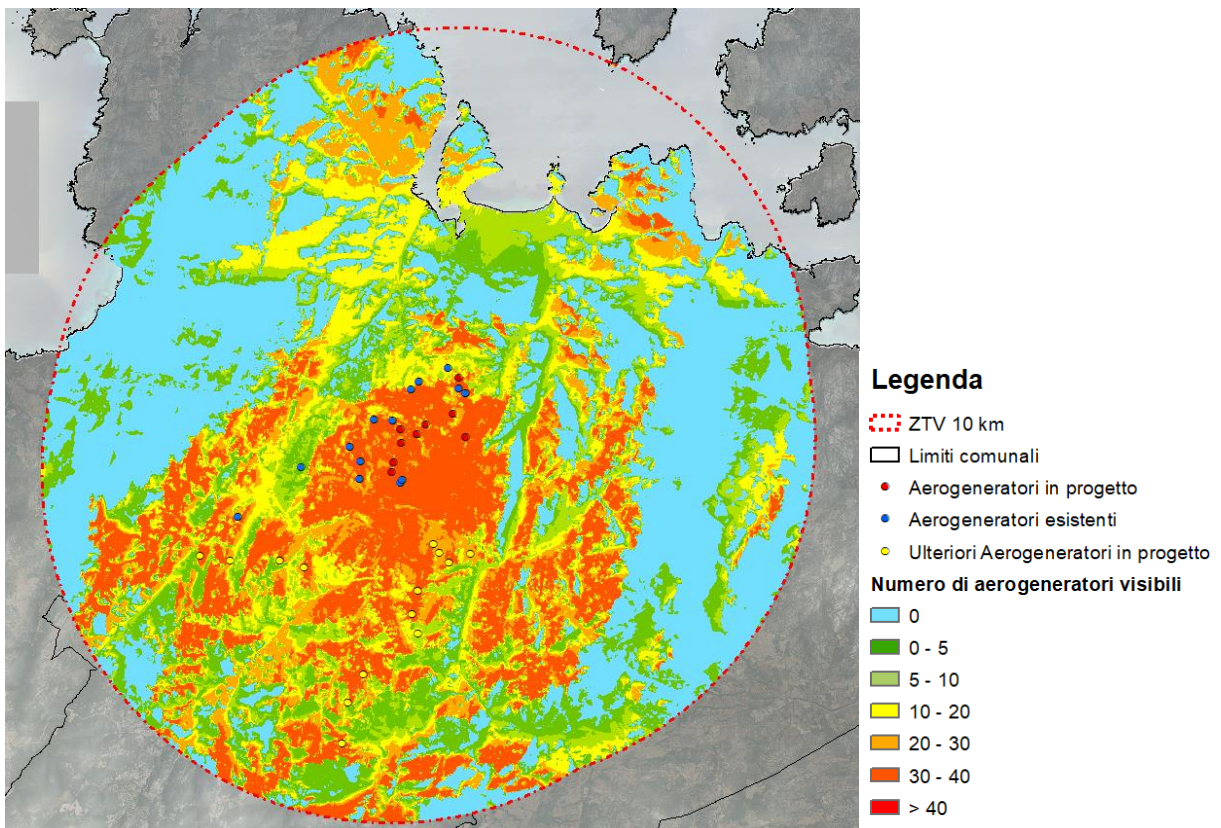 Legenda
ZTV 10 km
Limiti comunali
Aerogeneratori in progetto
Aerogeneratori esistenti
Ulteriori Aerogeneratori in progetto
Numero di aerogeneratori visibili
0
0 - 5
5 - 10
10 - 20
20 - 30
30 - 40
> 40